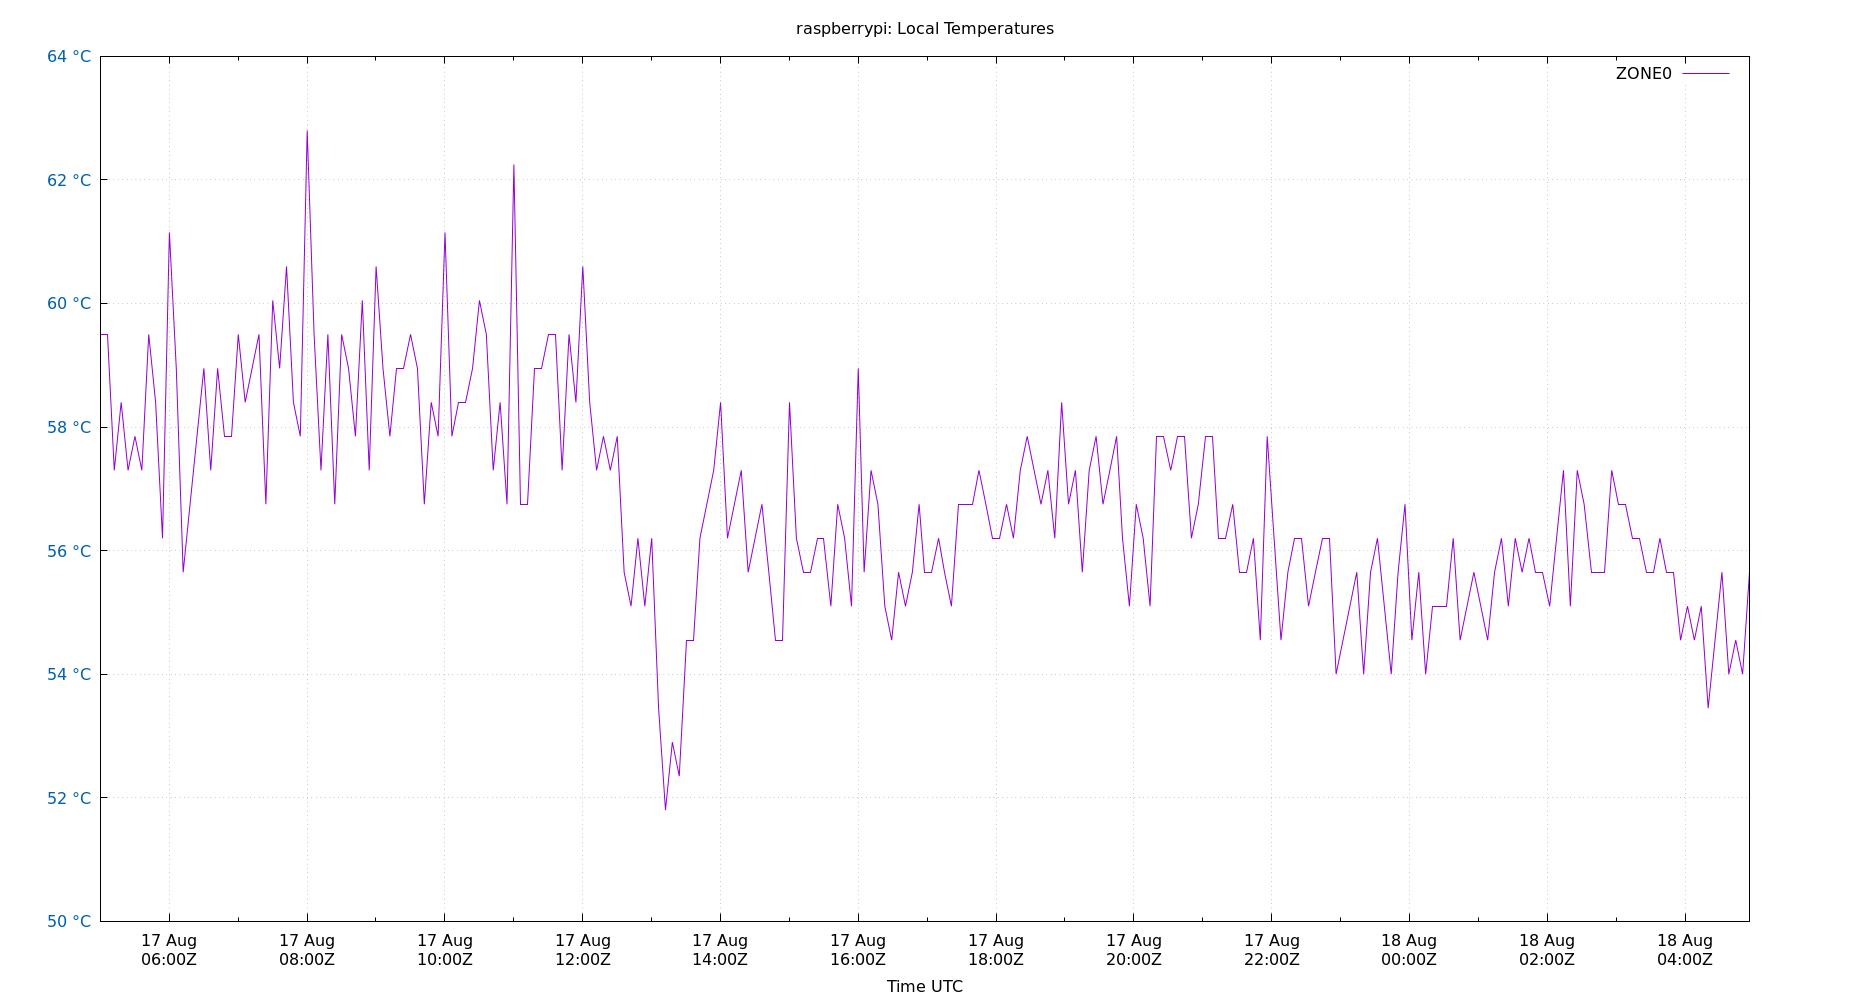 raspberrypi: Local Temperatures
64 °C
ZONE0
62 °C
60 °C
58 °C
56 °C
54 °C
52 °C
50 °C
17 Aug 17 Aug 17 Aug 17 Aug 17 Aug 17 Aug 17 Aug 17 Aug 17 Aug 18 Aug 18 Aug 18 Aug
06:00Z 08:00Z 10:00Z 12:00Z 14:00Z 16:00Z 18:00Z 20:00Z 22:00Z 00:00Z 02:00Z 04:00Z
Time UTC